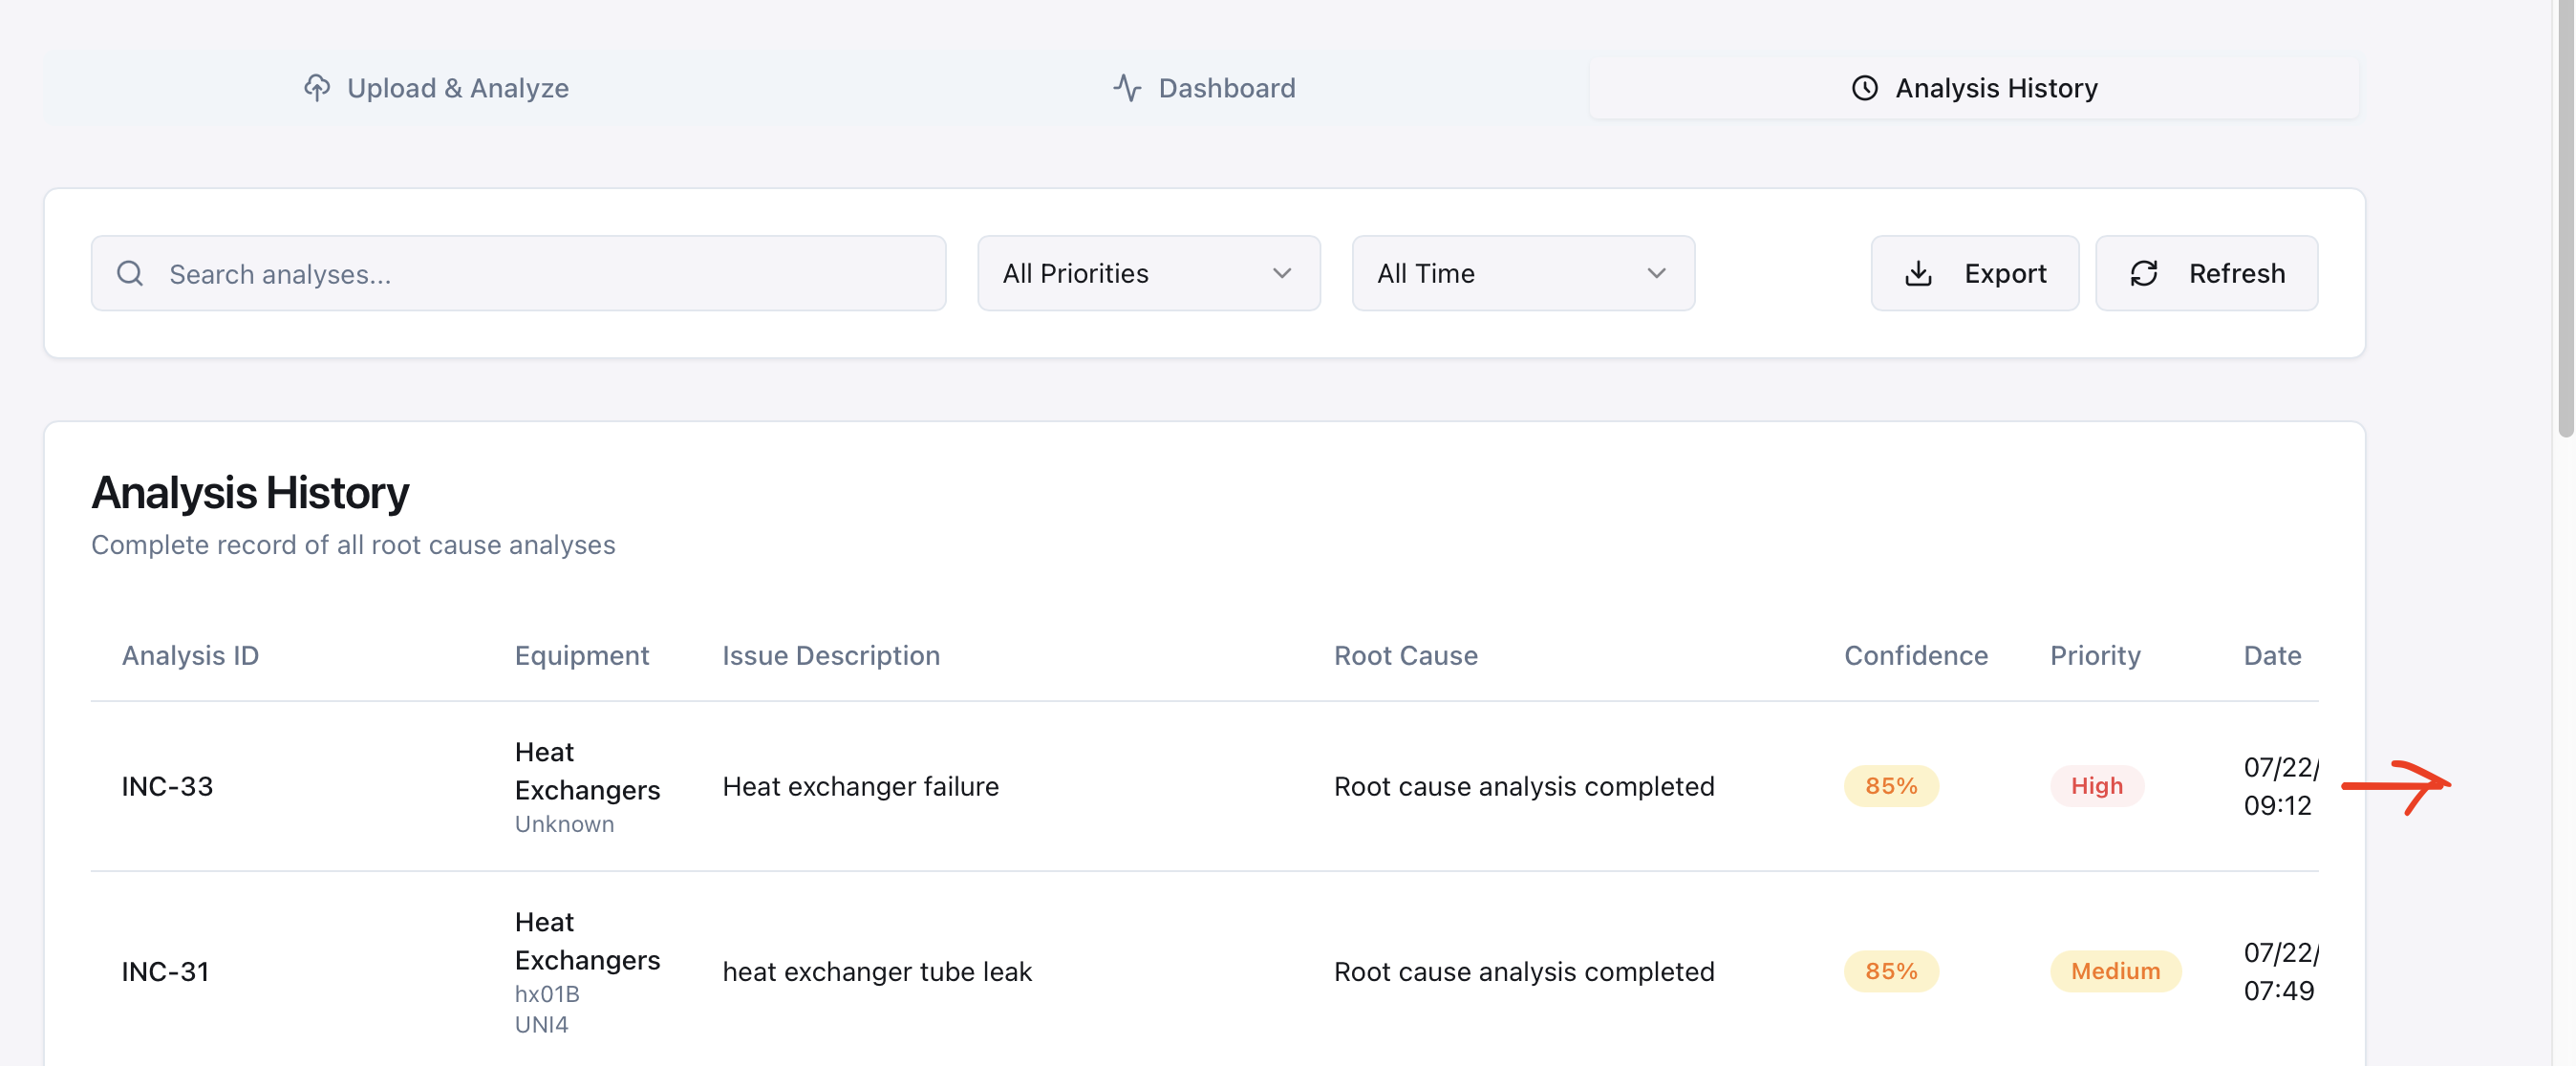 Upload & Analyze
Dashboard
Analysis History
Search analyses...
All Priorities
All Time
Export
Refresh
Analysis History
Complete record of all root cause analyses
Analysis ID Equipment Issue Description Root Cause Confidence Priority Date
INC-33
Heat
Exchangers
Unknown
Heat exchanger failure
Root cause analysis completed
85%
High
07/22/
09:12
INC-31
Heat
Exchangers
hx01B
UNI4
heat exchanger tube leak
Root cause analysis completed
85%
Medium
07/22/
07:49